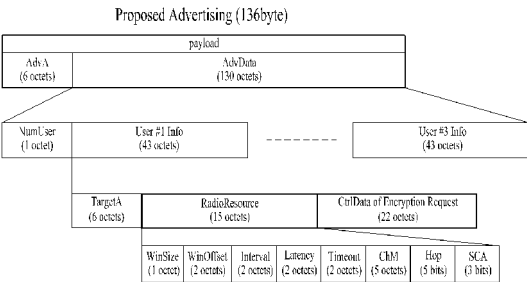 Proposed Advertising (136byte)
payload
AdvA
(6 octets)
AdvData
(130 octets)
NumUser
(1 octet)
User #1 Info
(43 octets)
User #3 Info
(43 octets)
TargetA
(6 octets)
RadioResource
(15 octets)
CtrlData of Encryption Request
(22 octets)
WinSize
(1 octet)
WinOffset
(2 octets)
Interval
(2 octets)
Latency
(2 octets)
Timeout
(2 octets)
ChM
(5 octets)
Hop
(5 bits)
SCA
(3 bits)